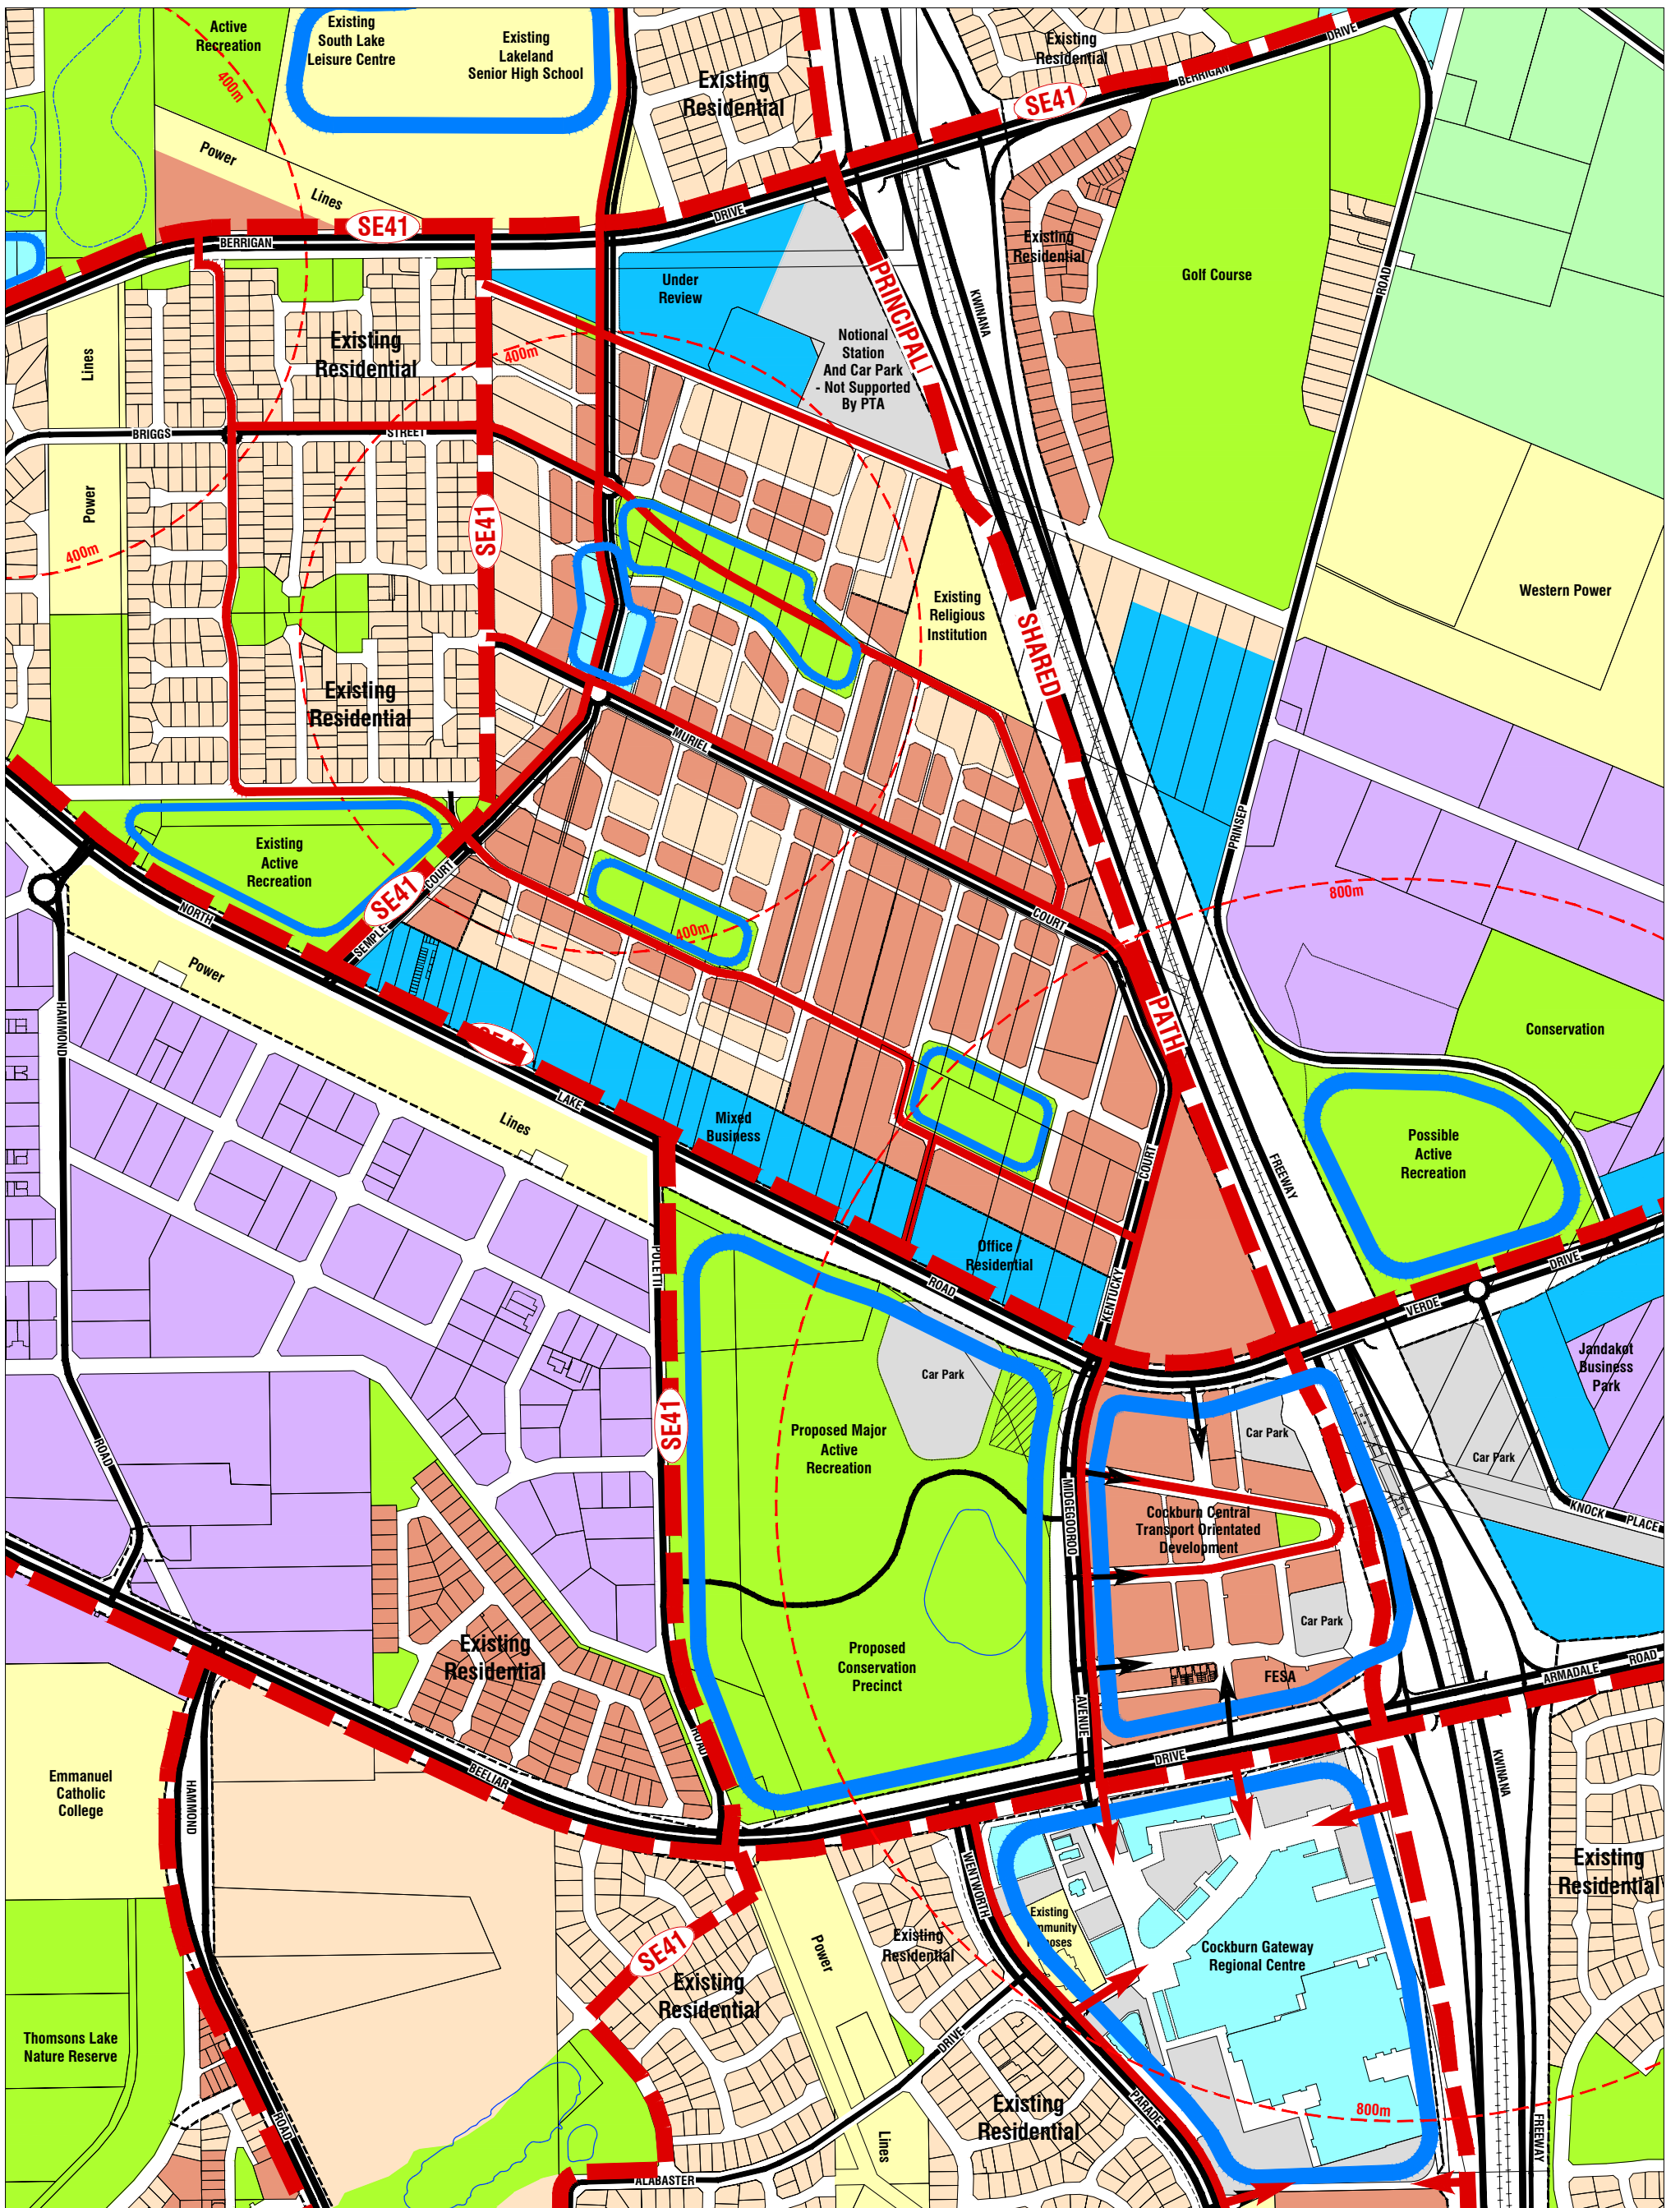 Active
Recreation
Existing
South Lake
Leisure Centre
Existing
Lakeland
Senior High School
Existing
Residential
Existing
Residential
DRIVE
BERRIGAN
SE41
400m
Power
Lines
SE41
BERRIGAN
DRIVE
PRINCIPAL
KWINANA
Existing
Residential
Golf Course
ROAD
Under
Review
Notional
Station
And Car Park
- Not Supported
By PTA
Lines
Existing
Residential
400m
BRIGGS
STREET
Power
400m
SE41
Existing
Religious
Institution
SHARED
Western Power
Existing
Residential
MURIEL
PRINSEP
Existing
Active
Recreation
SE41
COURT
SEMPLE
NORTH
400m
COURT
800m
Power
HAMMOND
PATH
Conservation
SE41
LAKE
Lines
Mixed
Business
COURT
FREEWAY
Possible
Active
Recreation
POLETTI
Office /
Residential
ROAD
KENTUCKY
DRIVE
VERDE
Jandakot
Business
Park
Car Park
SE41
Proposed Major
Active
Recreation
Car Park
Car Park
ROAD
MIDGEGOOROO
Cockburn Central
Transport Orientated
Development
KNOCK
PLACE
Car Park
Existing
Residential
Proposed
Conservation
Precinct
FESA
ARMADALE
ROAD
AVENUE
ROAD
DRIVE
KWINANA
Emmanuel
Catholic
College
HAMMOND
BEELIAR
WENTWORTH
Existing
Residential
Existing
Residential
SE41
Existing
Residential
Power
Existing
Cockburn Gateway
Regional Centre
Thomsons Lake
Nature Reserve
DRIVE
Existing
Residential
PARADE
800m
ROAD
Lines
FREEWAY
ALABASTER